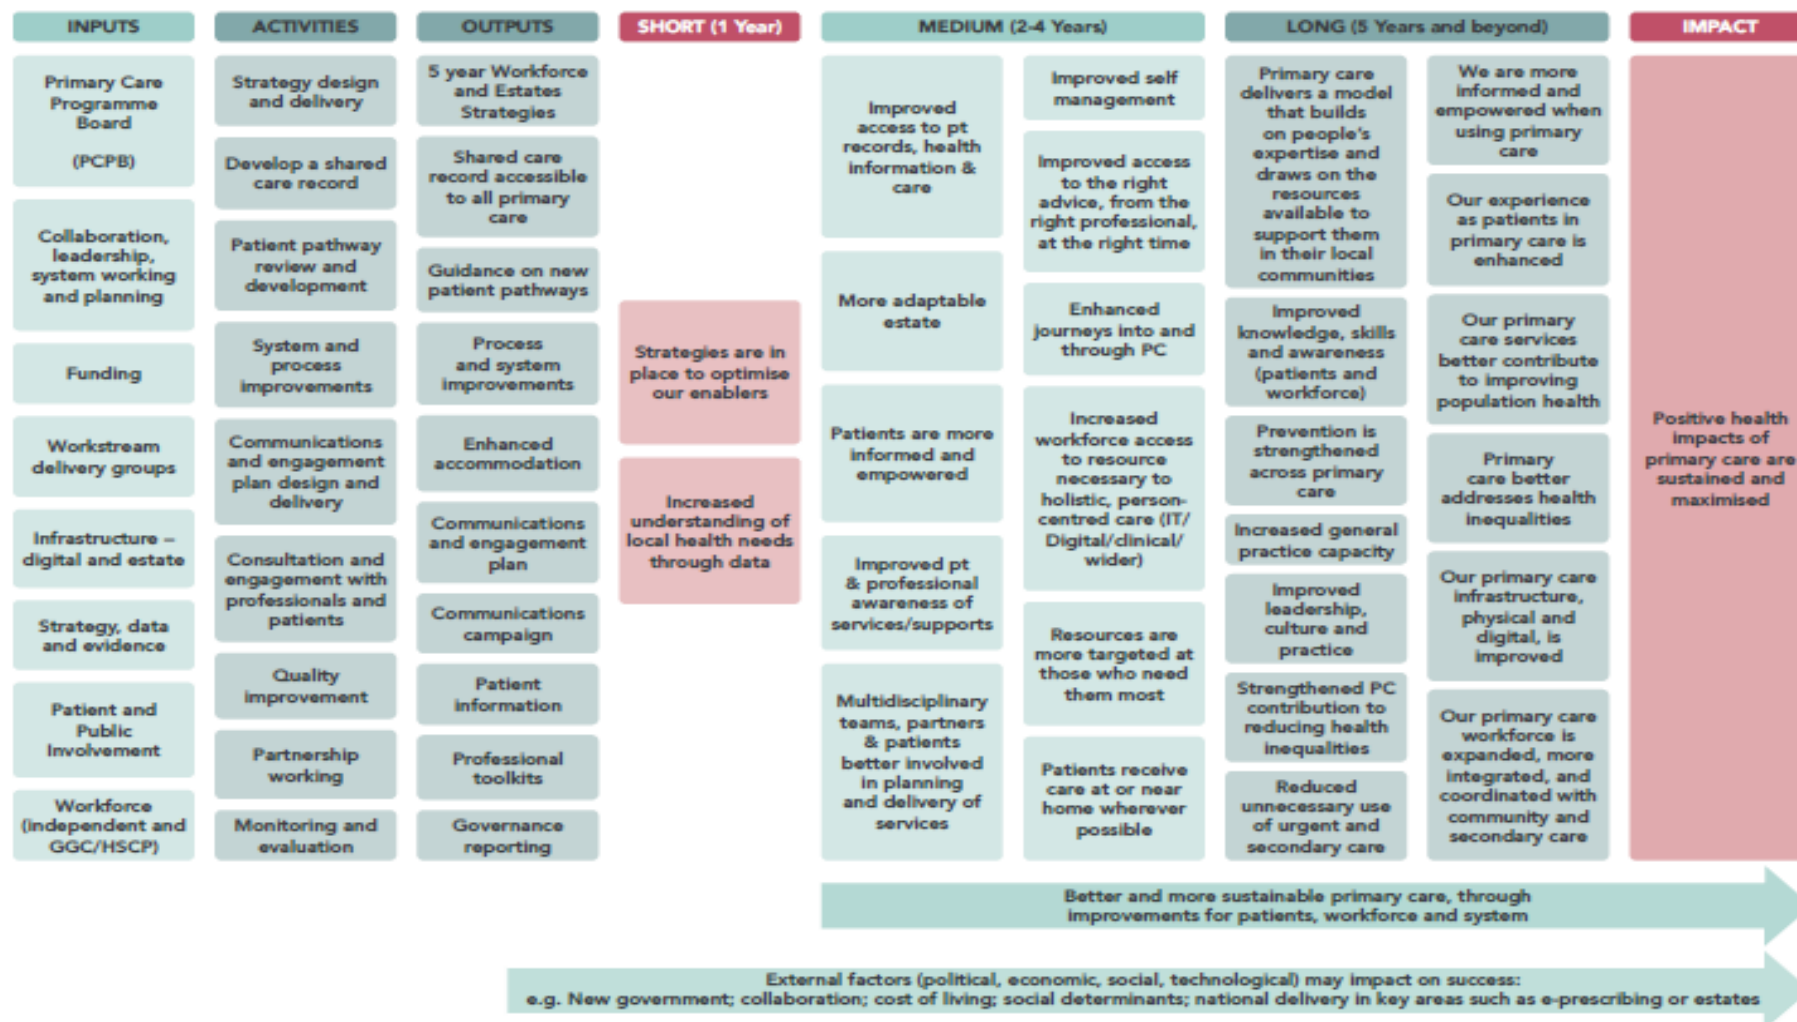 INPUTS
Primary Care
Programme
Board
(PCPB)
Collaboration,
leadership,
system working
and planning
Funding
Workstream
delivery groups
Infrastructure –
digital and estate
Strategy, data
and evidence
Patient and
Public
Involvement
Workforce
(independent and
GGC/HSCP)
ACTIVITIES
Strategy design
and delivery
Develop a shared
care record
Patient pathway
review and
development
System and
process
improvements
Communications
and engagement
plan design and
delivery
Consultation and
engagement with
professionals and
patients
Quality
improvement
Partnership
working
Monitoring and
evaluation
OUTPUTS
5 year Workforce
and Estates
Strategies
Shared care
record accessible
to all primary
care
Guidance on new
patient pathways
Process
and system
improvements
Enhanced
accommodation
Communications
and engagement
plan
Communications
campaign
Patient
information
Professional
toolkits
Governance
reporting
SHORT (1 Year)
Strategies are in
place to optimise
our enablers
Increased
understanding of
local health needs
through data
MEDIUM (2-4 Years)
Improved
access to pt
records, health
information &
care
More adaptable
estate
Patients are more
informed and
empowered
Improved pt
& professional
awareness of
services/supports
Multidisciplinary
teams, partners
& patients
better involved
in planning
and delivery of
services
Improved self
management
Improved access
to the right
advice, from the
right professional,
at the right time
Enhanced
journeys into and
through PC
Increased
workforce access
to resource
necessary to
holistic, person-
centred care (IT/
Digital/clinical/
wider)
Resources are
more targeted at
those who need
them most
Patients receive
care at or near
home wherever
possible
LONG (5 Years and beyond)
Primary care
delivers a model
that builds
on people's
expertise and
draws on the
resources
available to
support them
in their local
communities
Improved
knowledge, skills
and awareness
(patients and
workforce)
Prevention is
strengthened
across primary
care
Increased general
practice capacity
Improved
leadership,
culture and
practice
Strengthened PC
contribution to
reducing health
inequalities
Reduced
unnecessary use
of urgent and
secondary care
We are more
informed and
empowered when
using primary
care
Our experience
as patients in
primary care is
enhanced
Our primary
care services
better contribute
to improving
population health
Primary
care better
addresses health
inequalities
Our primary care
infrastructure,
physical and
digital, is
improved
Our primary care
workforce is
expanded, more
integrated, and
coordinated with
community and
secondary care
IMPACT
Positive health
impacts of
primary care are
sustained and
maximised
Better and more sustainable primary care, through
improvements for patients, workforce and system
External factors (political, economic, social, technological) may impact on success:
e.g. New government; collaboration; cost of living; social determinants; national delivery in key areas such as e-prescribing or estates